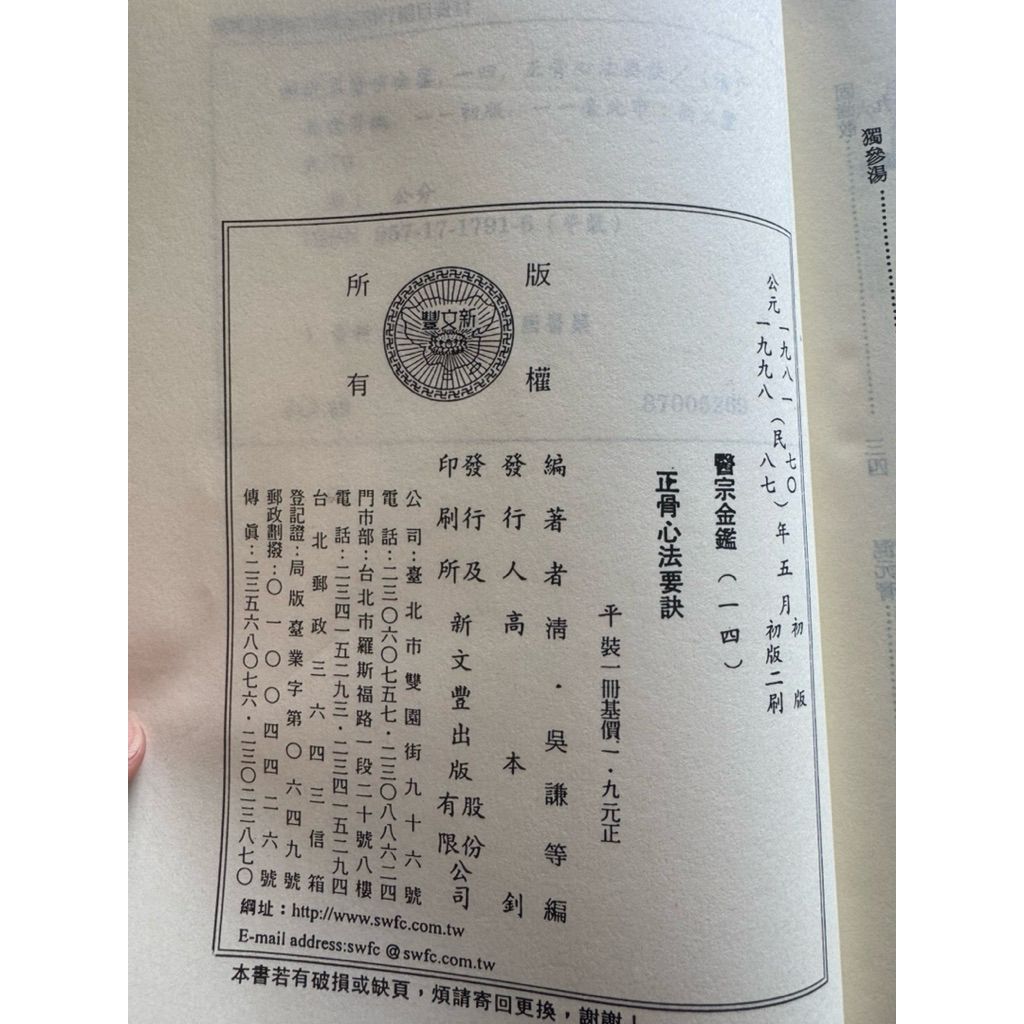 版權所有
新文豐
公元一九八一（民七〇）年五月初版
一九九八（民八七）年五月初版二刷
醫宗金鑑（一四）
正骨心法要訣
平裝一冊基價一．九元正
編著者 清．吳謙等編
發行人 高本釗
發行及印刷所 新文豐出版股份有限公司
公司：臺北市雙園街九十六號
電話：二三〇六〇七五七．二三〇八八六二四
門市部：台北市羅斯福路一段二十號八樓
電話：二三四一五二九三．二三四一五二九四
台北郵政三六四三信箱
登記證：局版臺業字第〇六四九號
郵政劃撥：〇一〇〇四四二六號
傳眞：二三五六八〇七六．二三〇二三八七〇
網址：http://www.swfc.com.tw
E-mail address:swfc @ swfc.com.tw
本書若有破損或缺頁，煩請寄回更換，謝謝！
獨參湯